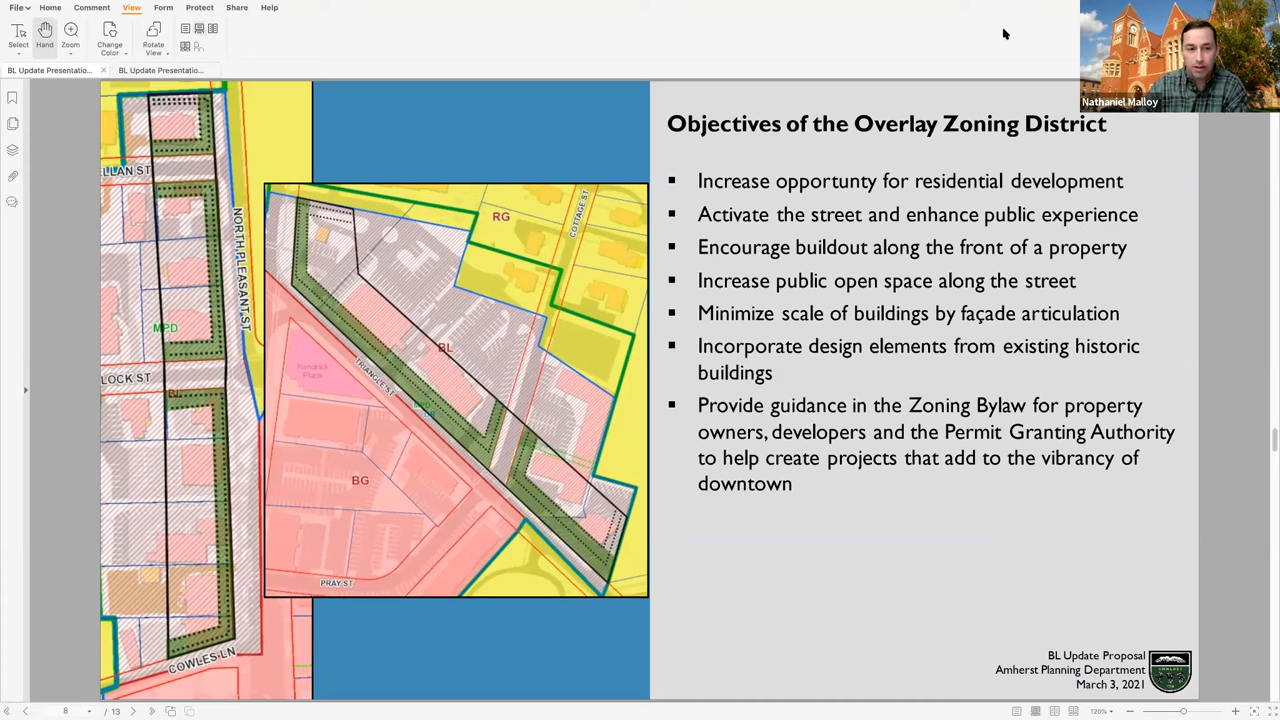 File Home Comment View Form Protect Share Help
Select Hand Zoom Change Color Rotate View
BL Update Presentatio... × BL Update Presentatio...
Nathaniel Malloy
Objectives of the Overlay Zoning District
Increase opportunty for residential development
Activate the street and enhance public experience
Encourage buildout along the front of a property
Increase public open space along the street
Minimize scale of buildings by façade articulation
Incorporate design elements from existing historic
buildings
Provide guidance in the Zoning Bylaw for property
owners, developers and the Permit Granting Authority
to help create projects that add to the vibrancy of
downtown
LLAN ST
NORTH PLEASANT ST
MPD
LOCK ST
BL
COWLES LN
RG
COTTAGE ST
BL
TRIANGLE ST
Kendrick
Place
MPD
BG
PRAY ST
BL Update Proposal
Amherst Planning Department
March 3, 2021
8 / 13
120%